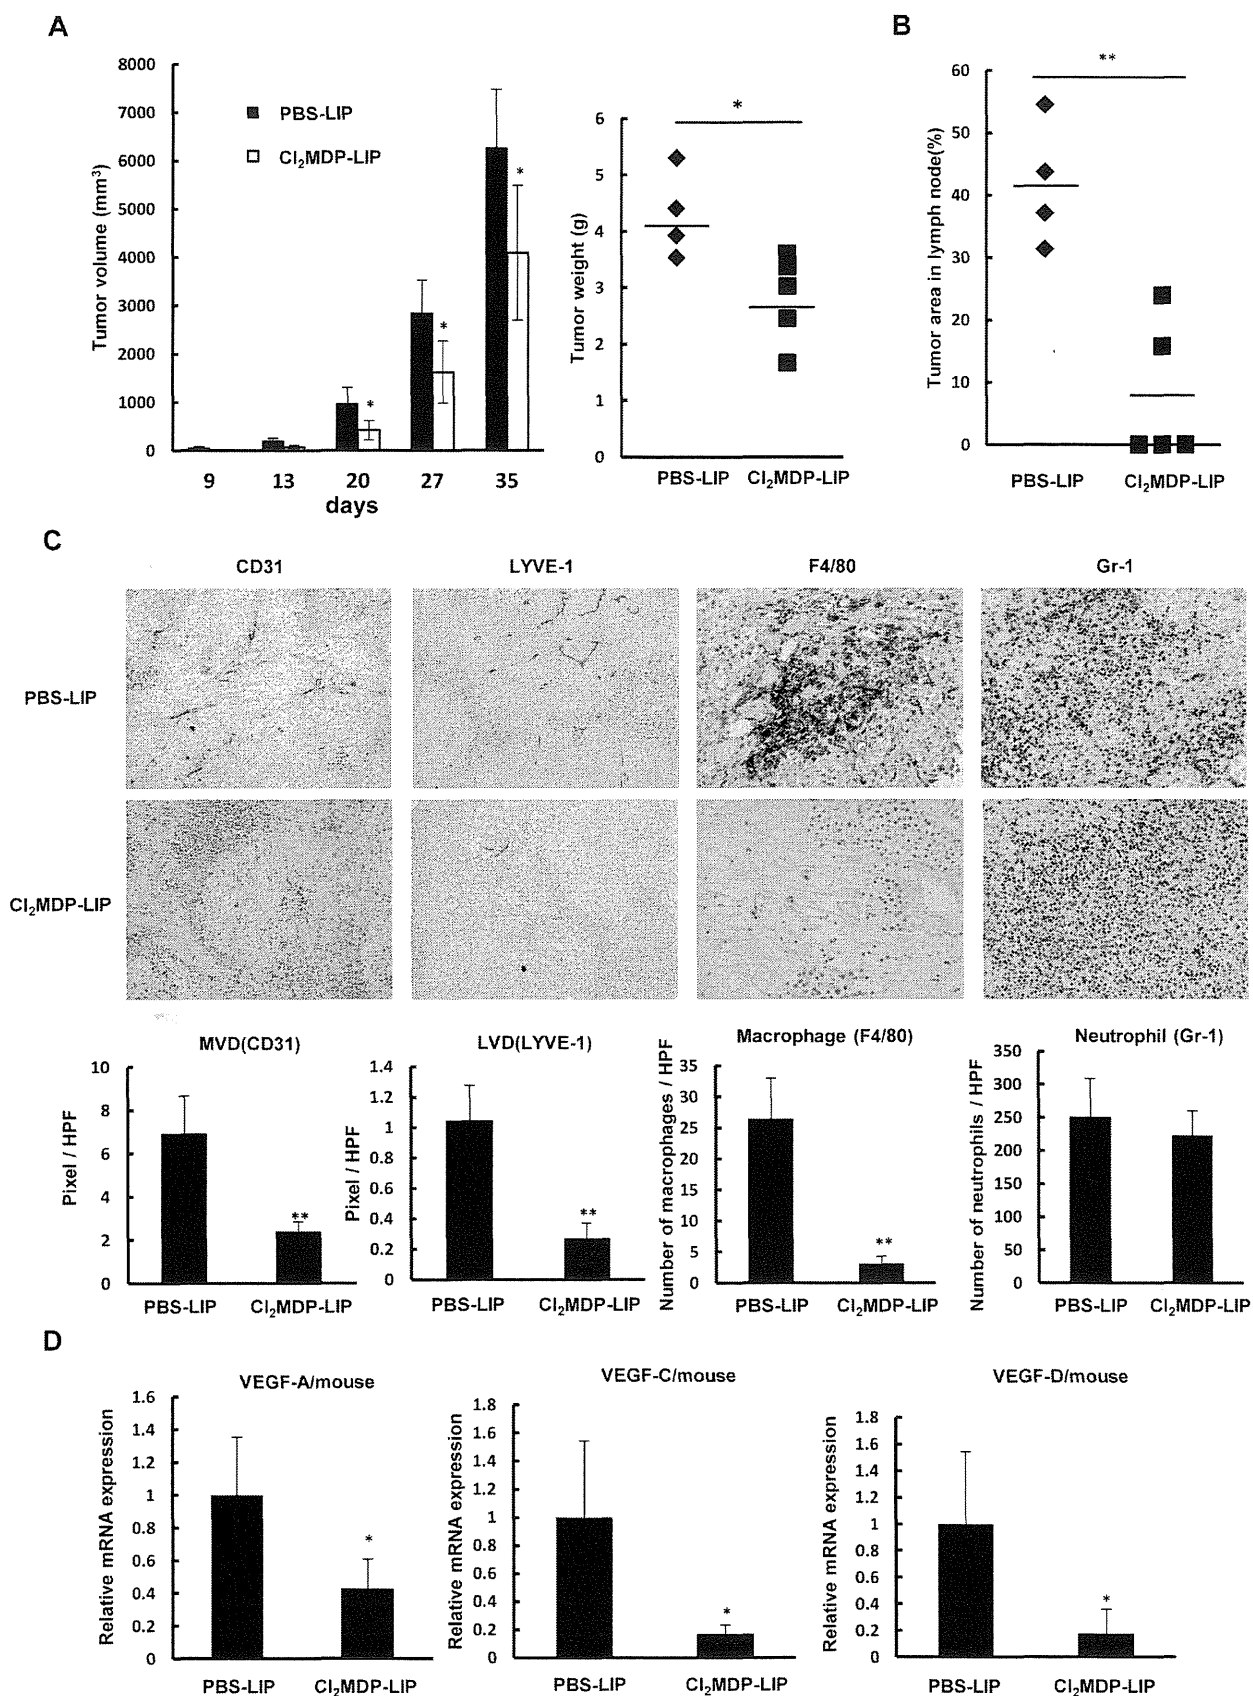 A
8000
7000
6000
5000
4000
3000
2000
1000
0
Tumor volume (mm³)
PBS-LIP
Cl₂MDP-LIP
*
*
*
*
9 13 20 27 35
days
6
5
4
3
2
1
0
Tumor weight (g)
*
PBS-LIP Cl₂MDP-LIP
B
60
50
40
30
20
10
0
Tumor area in lymph node(%)
**
PBS-LIP Cl₂MDP-LIP
C
CD31 LYVE-1 F4/80 Gr-1
PBS-LIP
Cl₂MDP-LIP
MVD(CD31)
10
8
6
4
2
0
Pixel / HPF
**
PBS-LIP Cl₂MDP-LIP
LVD(LYVE-1)
1.4
1.2
1
0.8
0.6
0.4
0.2
0
Pixel / HPF
**
PBS-LIP Cl₂MDP-LIP
Macrophage (F4/80)
35
30
25
20
15
10
5
0
Number of macrophages / HPF
**
PBS-LIP Cl₂MDP-LIP
Neutrophil (Gr-1)
350
300
250
200
150
100
50
0
Number of neutrophils / HPF
PBS-LIP Cl₂MDP-LIP
D
VEGF-A/mouse
1.6
1.4
1.2
1
0.8
0.6
0.4
0.2
0
Relative mRNA expression
*
PBS-LIP Cl₂MDP-LIP
VEGF-C/mouse
1.8
1.6
1.4
1.2
1
0.8
0.6
0.4
0.2
0
Relative mRNA expression
*
PBS-LIP Cl₂MDP-LIP
VEGF-D/mouse
1.8
1.6
1.4
1.2
1
0.8
0.6
0.4
0.2
0
Relative mRNA expression
*
PBS-LIP Cl₂MDP-LIP